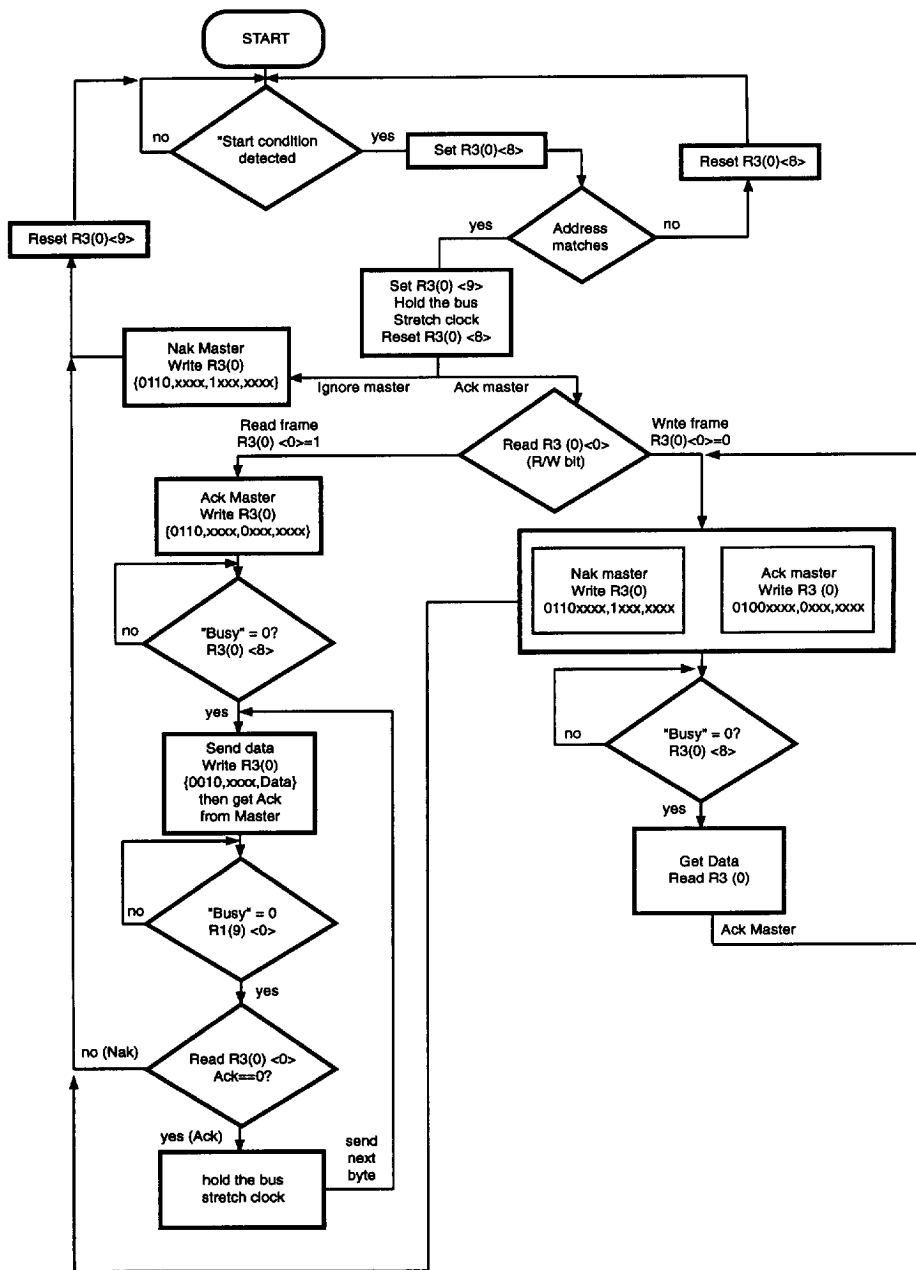 START
"Start condition
detected
no
yes
Set R3(0)<8>
Reset R3(0)<8>
Address
matches
yes
no
Reset R3(0)<9>
Set R3(0) <9>
Hold the bus
Stretch clock
Reset R3(0) <8>
Nak Master
Write R3(0)
{0110,xxxx,1xxx,xxxx}
Ignore master
Ack master
Read frame
R3(0) <0>=1
Read R3 (0)<0>
(R/W bit)
Write frame
R3(0)<0>=0
Ack Master
Write R3(0)
{0110,xxxx,0xxx,xxxx}
Nak master
Write R3(0)
0110xxxx,1xxx,xxxx
Ack master
Write R3 (0)
0100xxxx,0xxx,xxxx
"Busy" = 0?
R3(0) <8>
no
yes
"Busy" = 0?
R3(0) <8>
no
yes
Send data
Write R3(0)
{0010,xxxx,Data}
then get Ack
from Master
Get Data
Read R3 (0)
Ack Master
"Busy" = 0
R1(9) <0>
no
yes
Read R3(0) <0>
Ack==0?
no (Nak)
yes (Ack)
send
next
byte
hold the bus
stretch clock